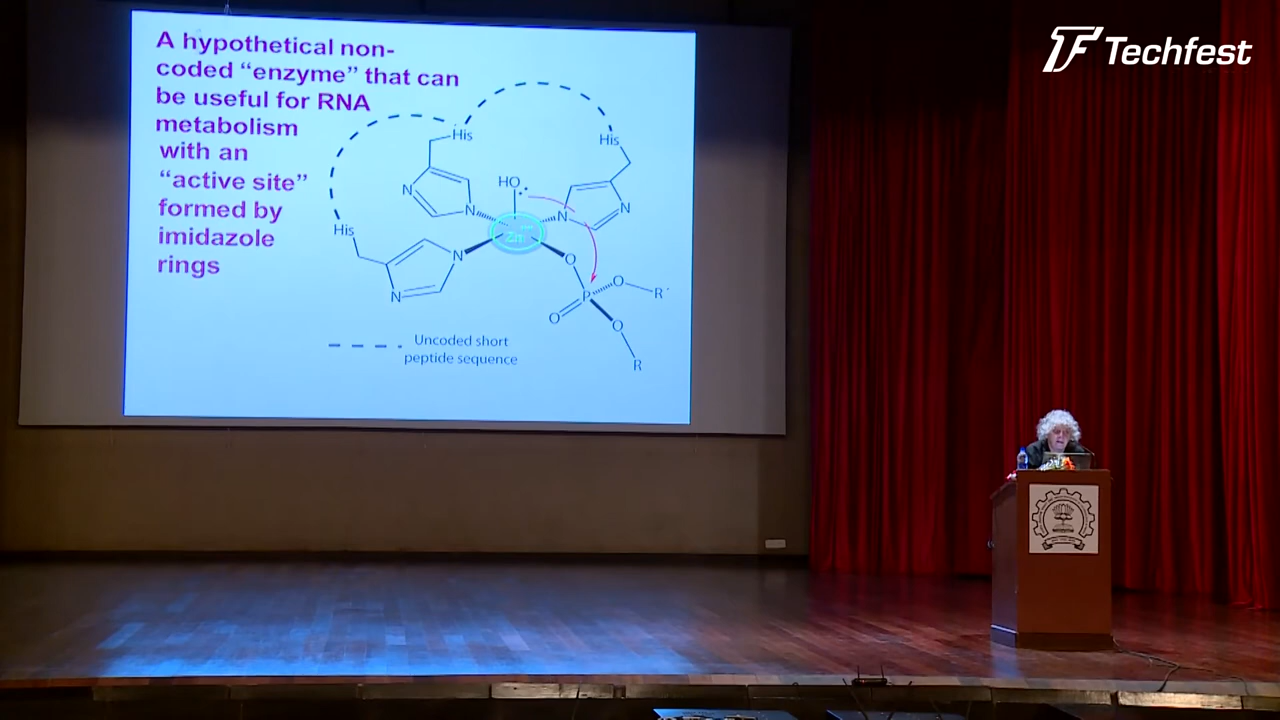 Techfest
A hypothetical non-
coded “enzyme” that can
be useful for RNA
metabolism
with an
“active site”
formed by
imidazole
rings
His
His
HO
N
N
N
N
Zn
His
N
O
N
P
O
R'
O
O
R
Uncoded short
peptide sequence